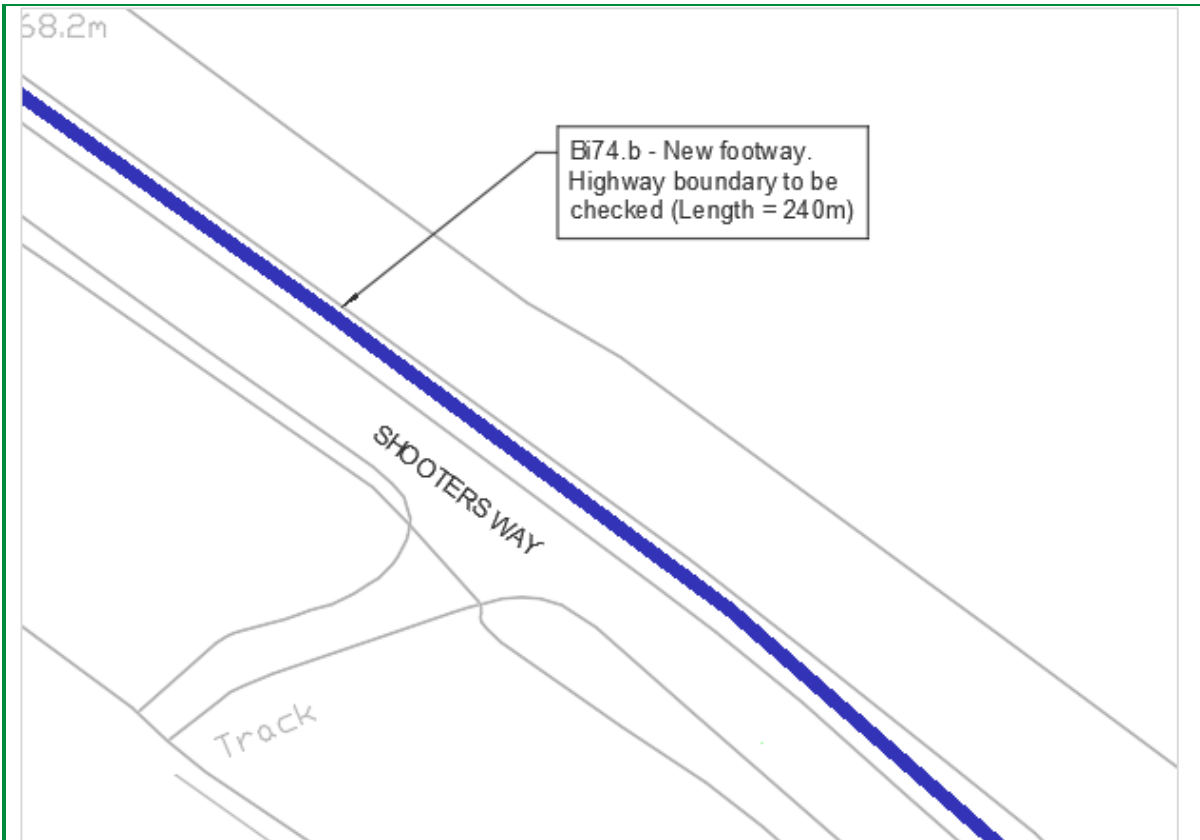 68.2m
Bi74.b - New footway.
Highway boundary to be
checked (Length = 240m)
SHOOTERS WAY
Track